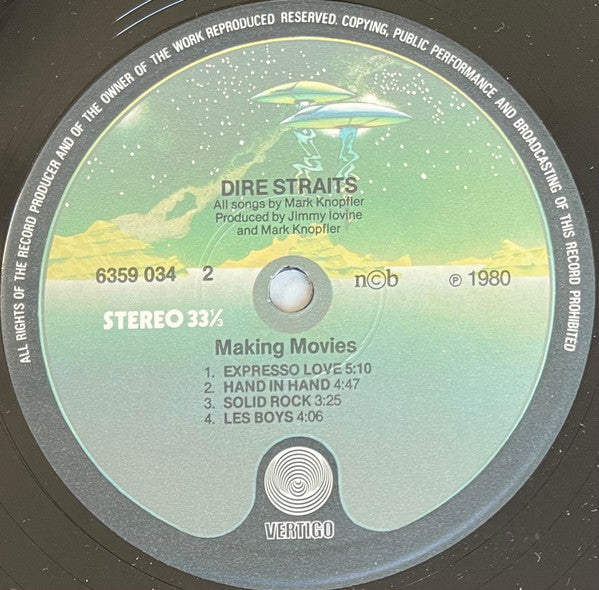 ALL RIGHTS OF THE RECORD PRODUCER AND OF THE OWNER OF THE WORK REPRODUCED RESERVED. COPYING, PUBLIC PERFORMANCE AND BROADCASTING OF THIS RECORD PROHIBITED
DIRE STRAITS
All songs by Mark Knopfler
Produced by Jimmy Iovine
and Mark Knopfler
6359 034 2
n©b
℗ 1980
STEREO 33⅓
Making Movies
1. EXPRESSO LOVE 5:10
2. HAND IN HAND 4:47
3. SOLID ROCK 3:25
4. LES BOYS 4:06
VERTIGO